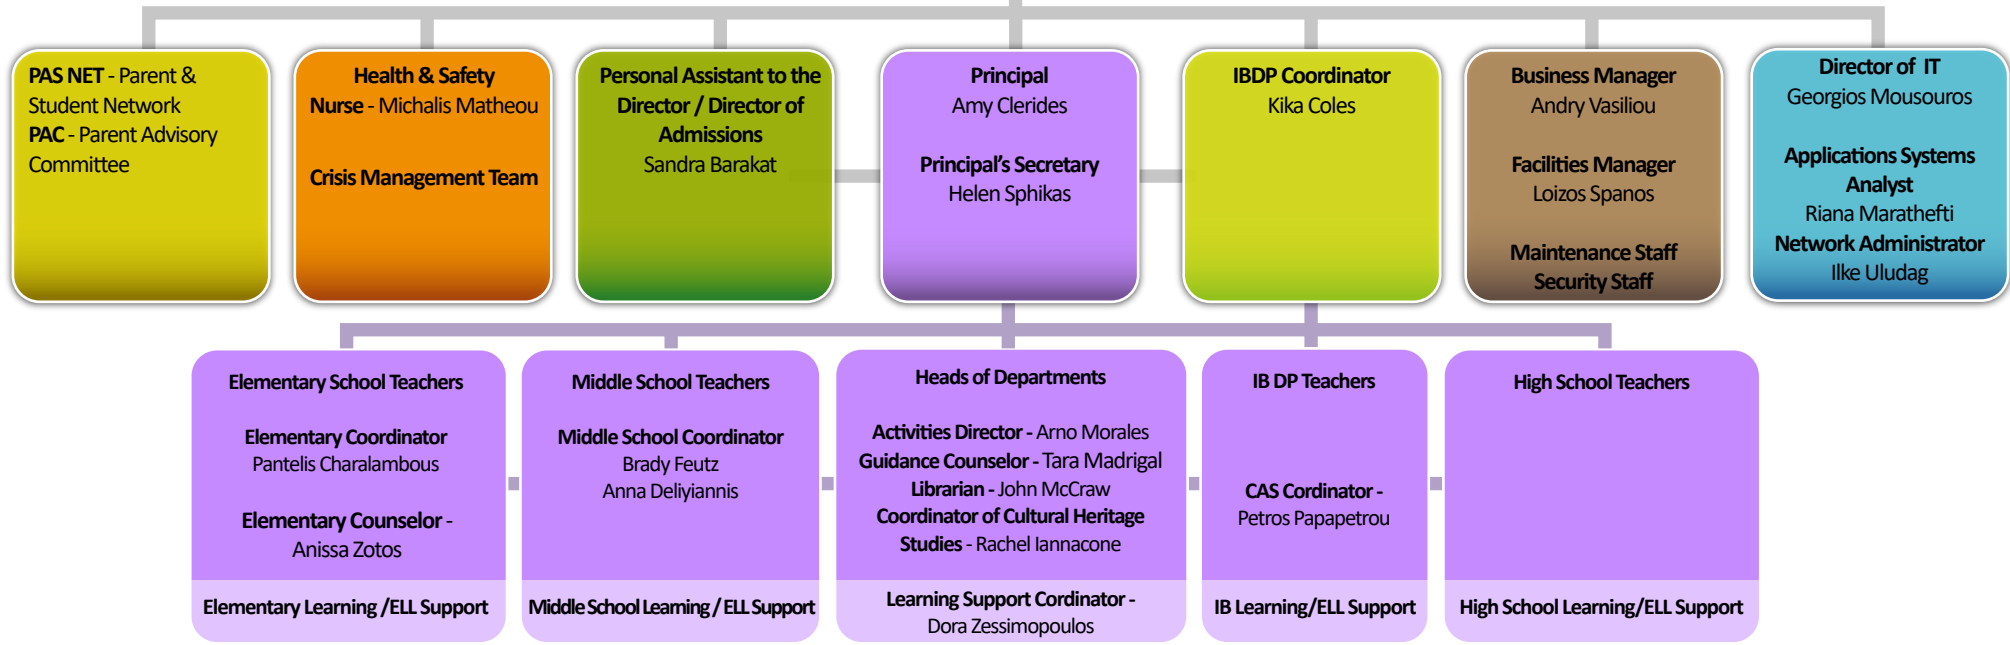 PAS NET - Parent &
Student Network
PAC - Parent Advisory
Committee
Health & Safety
Nurse - Michalis Matheou
Crisis Management Team
Personal Assistant to the
Director / Director of
Admissions
Sandra Barakat
Principal
Amy Clerides
Principal's Secretary
Helen Sphikas
IBDP Coordinator
Kika Coles
Business Manager
Andry Vasiliou
Facilities Manager
Loizos Spanos
Maintenance Staff
Security Staff
Director of IT
Georgios Mousouros
Applications Systems
Analyst
Riana Marathefti
Network Administrator
Ilke Uludag
Elementary School Teachers
Elementary Coordinator
Pantelis Charalambous
Elementary Counselor -
Anissa Zotos
Elementary Learning /ELL Support
Middle School Teachers
Middle School Coordinator
Brady Feutz
Anna Deliyiannis
Middle School Learning / ELL Support
Heads of Departments
Activities Director - Arno Morales
Guidance Counselor - Tara Madrigal
Librarian - John McCraw
Coordinator of Cultural Heritage
Studies - Rachel Iannacone
Learning Support Cordinator -
Dora Zessimopoulos
IB DP Teachers
CAS Cordinator -
Petros Papapetrou
IB Learning/ELL Support
High School Teachers
High School Learning/ELL Support